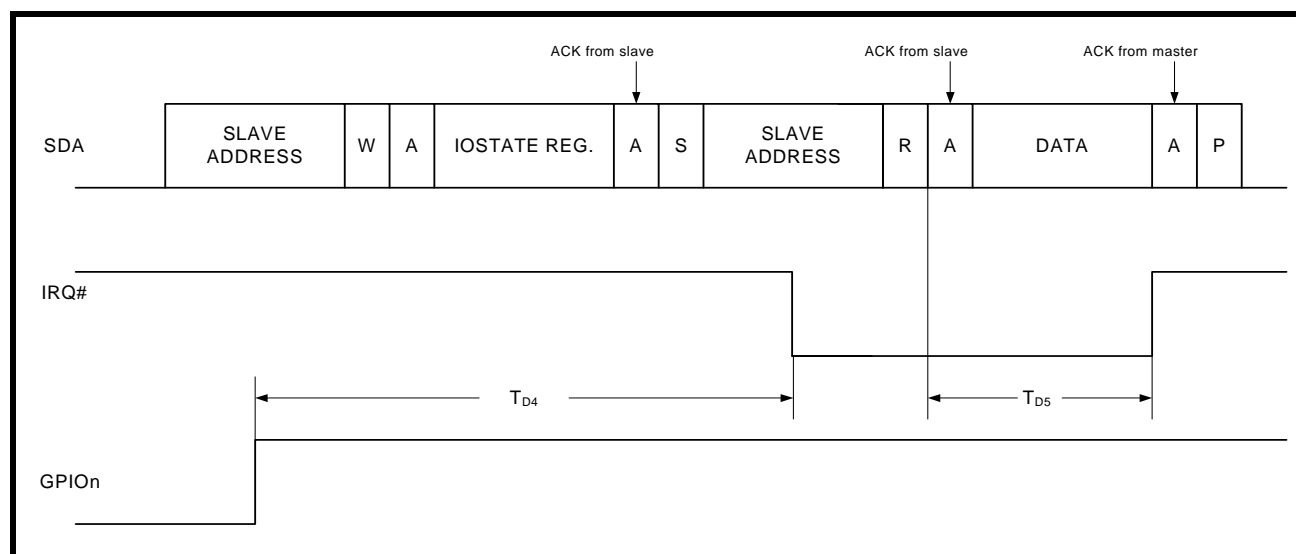 ACK from slave
ACK from slave
ACK from master
SDA
SLAVE
ADDRESS
W
A
IOSTATE REG.
A
S
SLAVE
ADDRESS
R
A
DATA
A
P
IRQ#
TD4
TD5
GPIOn